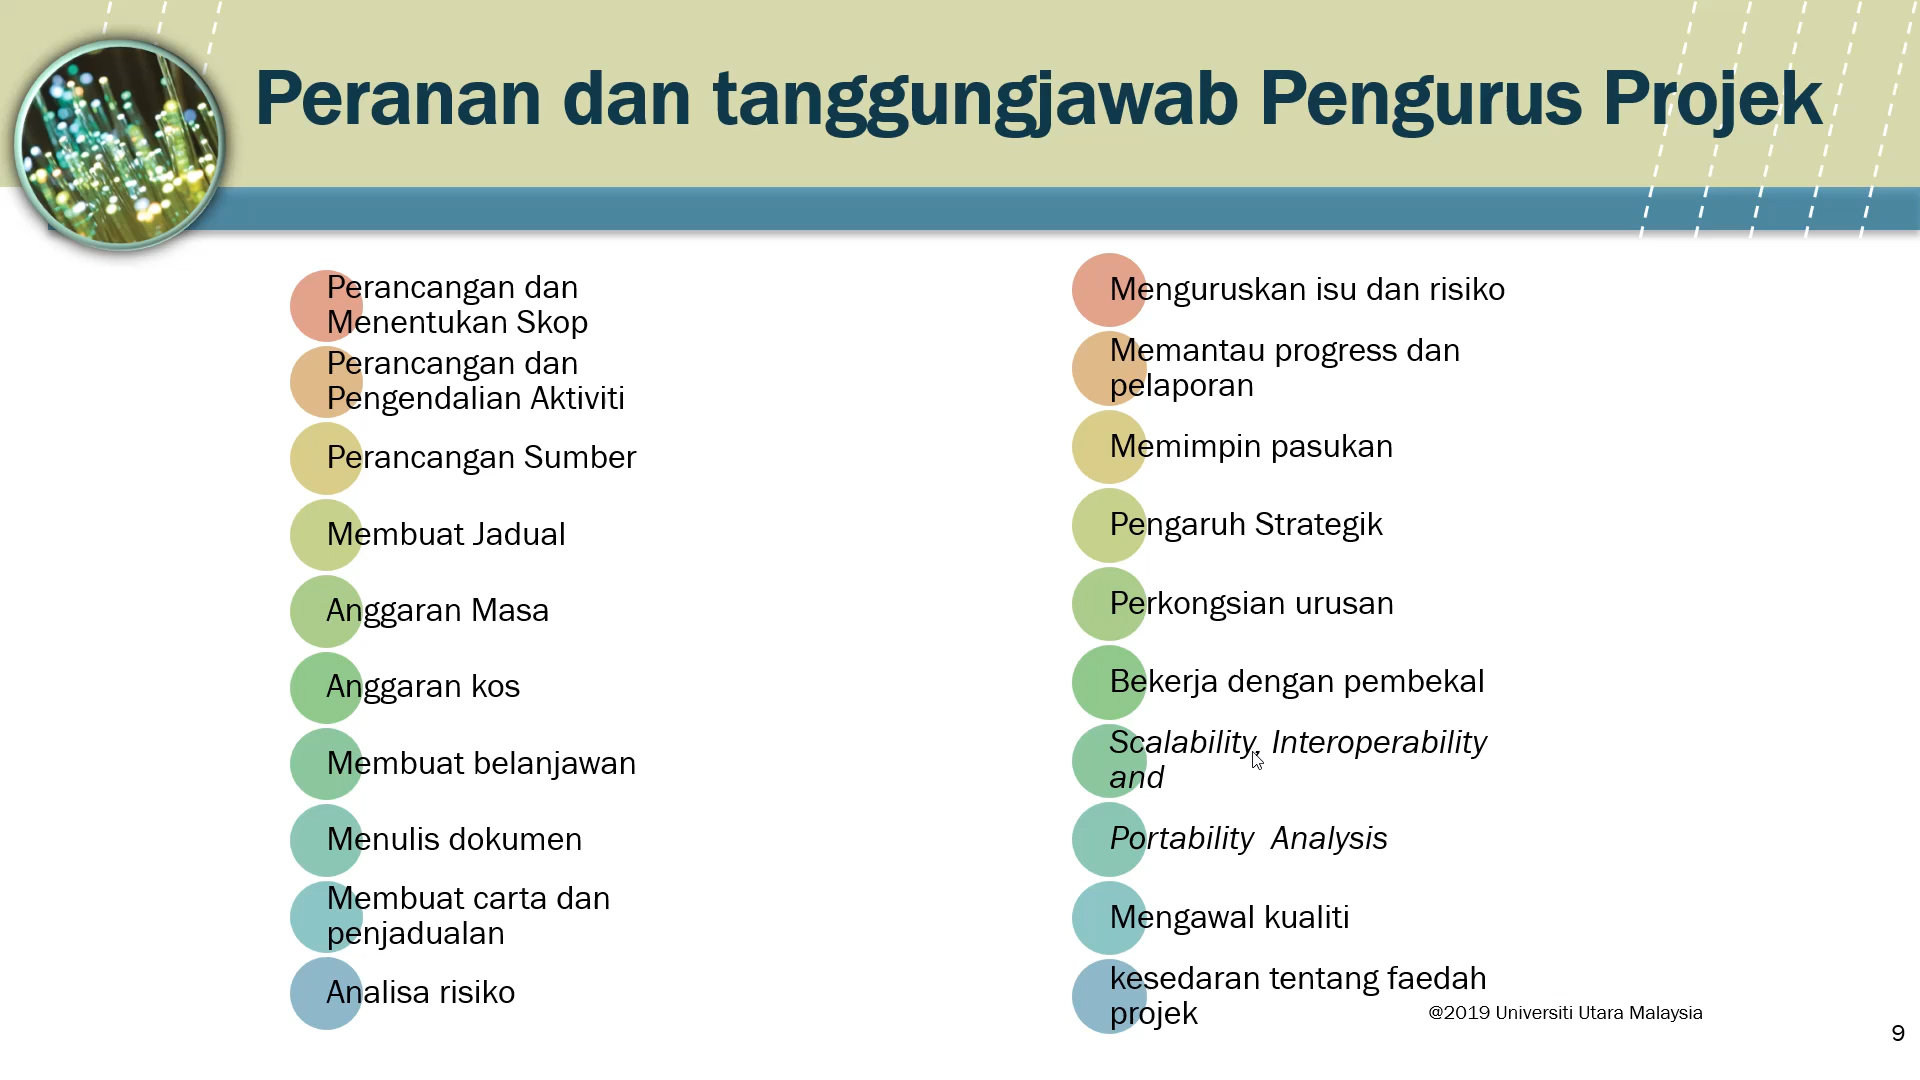 Peranan dan tanggungjawab Pengurus Projek
Perancangan dan
Menentukan Skop
Perancangan dan
Pengendalian Aktiviti
Perancangan Sumber
Membuat Jadual
Anggaran Masa
Anggaran kos
Membuat belanjawan
Menulis dokumen
Membuat carta dan
penjadualan
Analisa risiko
Menguruskan isu dan risiko
Memantau progress dan
pelaporan
Memimpin pasukan
Pengaruh Strategik
Perkongsian urusan
Bekerja dengan pembekal
Scalability, Interoperability
and
Portability  Analysis
Mengawal kualiti
kesedaran tentang faedah
projek
@2019 Universiti Utara Malaysia
9